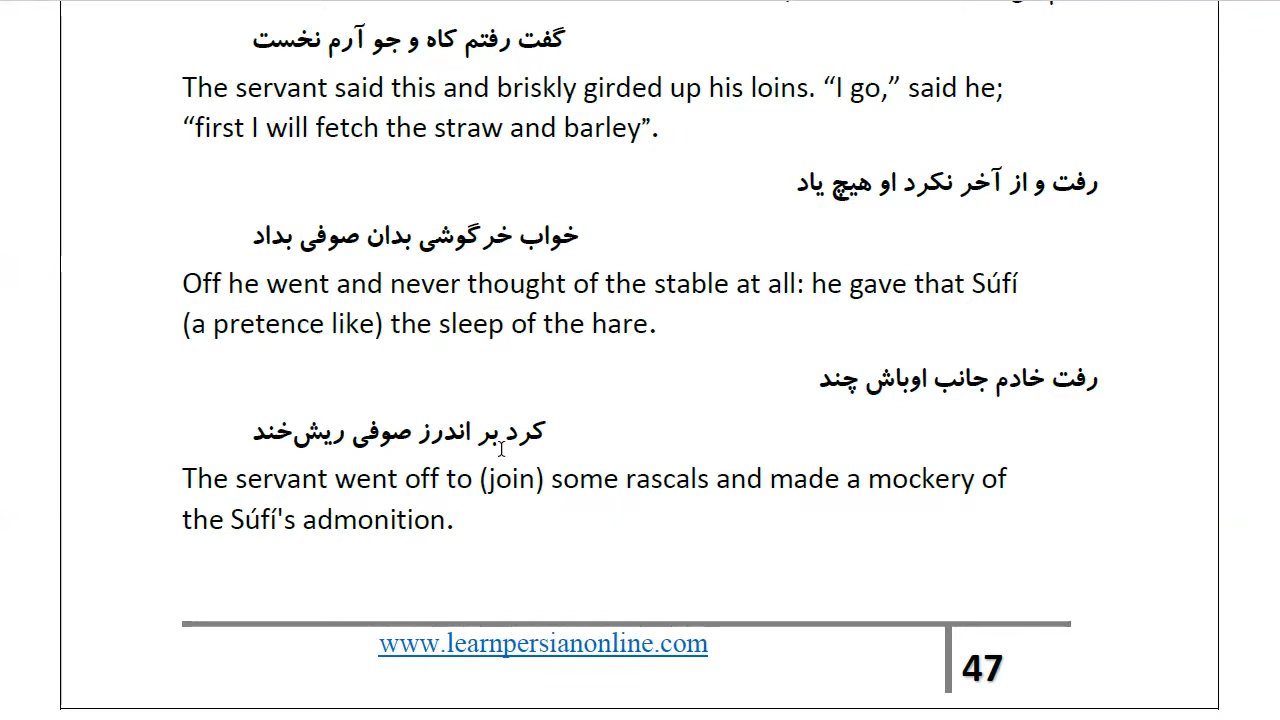 گفت رفتم کاه و جو آرم نخست
The servant said this and briskly girded up his loins. “I go,” said he;
“first I will fetch the straw and barley”.
رفت و از آخر نکرد او هیچ یاد
خواب خرگوشی بدان صوفی بداد
Off he went and never thought of the stable at all: he gave that Súfí
(a pretence like) the sleep of the hare.
رفت خادم جانب اوباش چند
کرد بر اندرز صوفی ریش‌خند
The servant went off to (join) some rascals and made a mockery of
the Súfí's admonition.
www.learnpersianonline.com
47